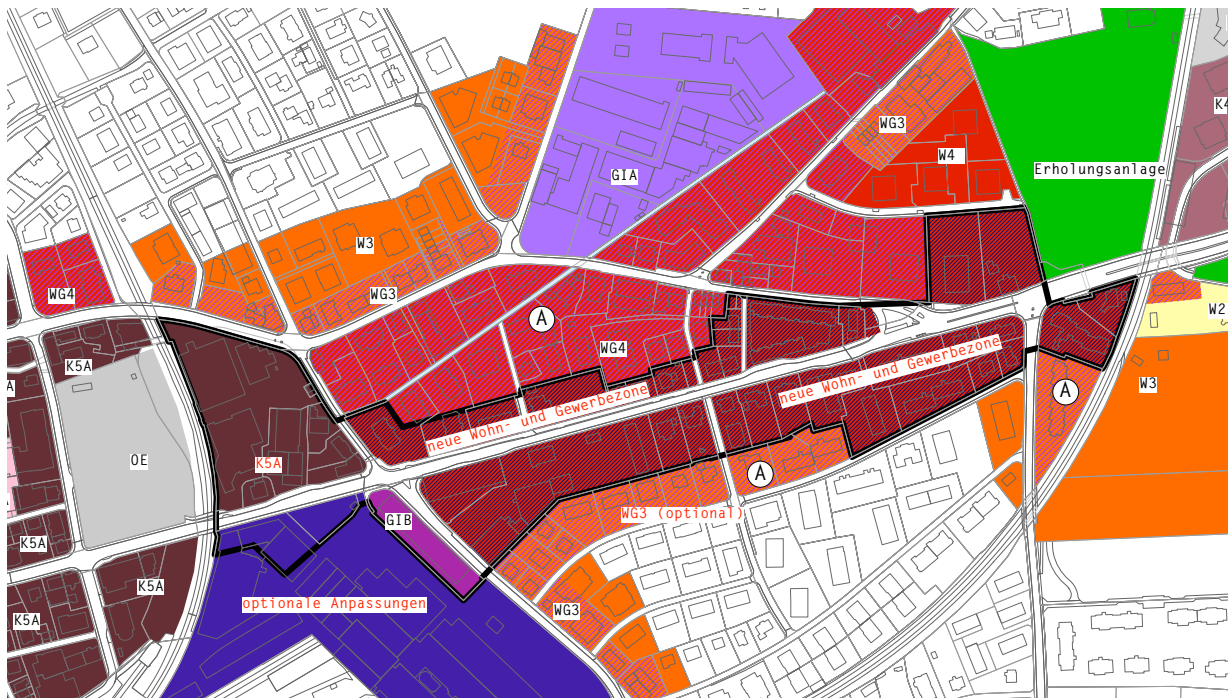 K4
WG3
GIA
W4
Erholungsanlage
W3
WG3
WG4
W2
A
WG4
K5A
A
neue Wohn- und Gewerbezone
W3
A
neue Wohn- und Gewerbezone
OE
K5A
A
WG3 (optional)
GIB
K5A
K5A
optionale Anpassungen
WG3
K5A